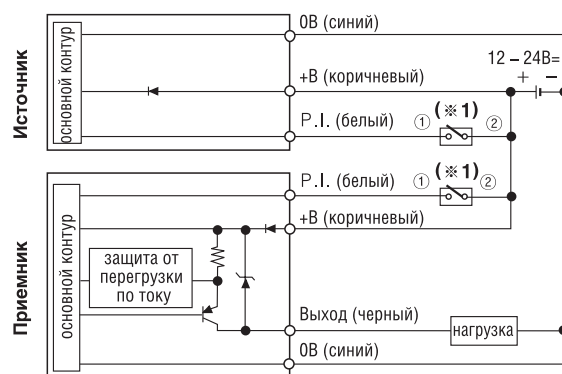 Источник
основной контур
0В (синий)
+В (коричневый)
12 – 24В=
+ –
P.I. (белый)
① (※1) ②
Приемник
основной контур
P.I. (белый)
① (※1) ②
+В (коричневый)
защита от
перегрузки
по току
Выход (черный)
нагрузка
0В (синий)